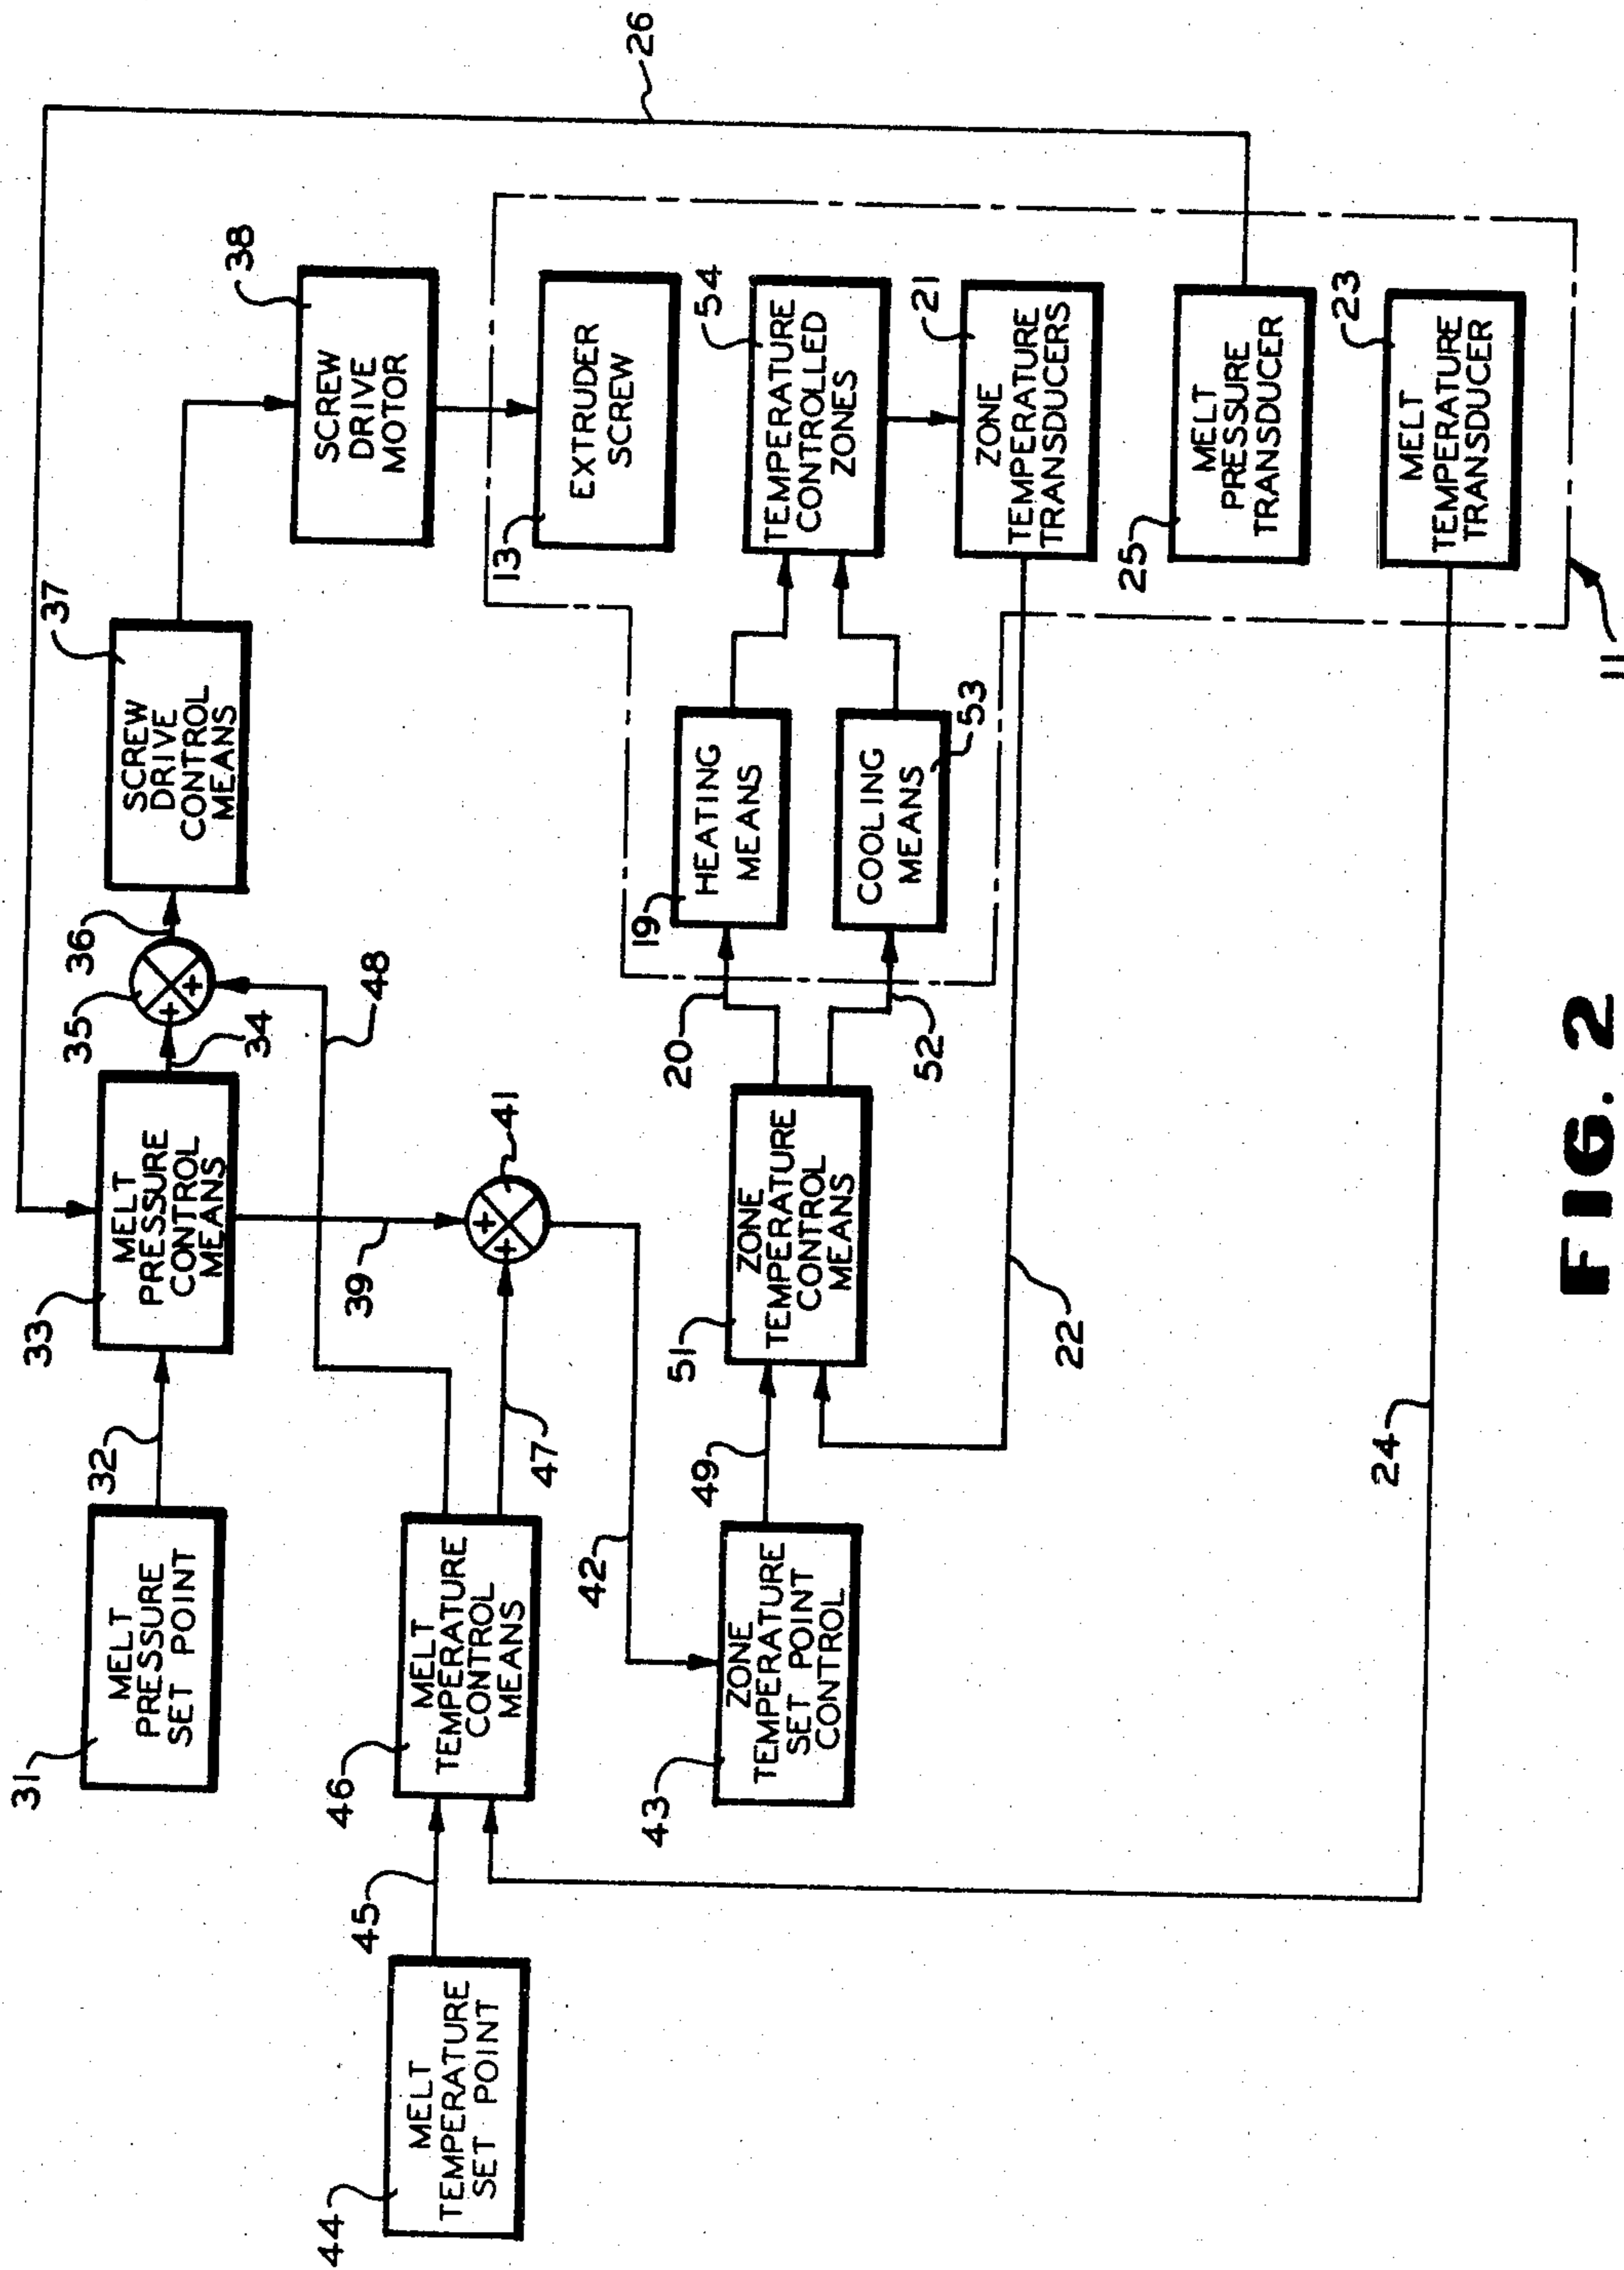 31
MELT
PRESSURE
SET POINT
32
33
MELT
PRESSURE
CONTROL
MEANS
34
35
+
+
36
37
SCREW
DRIVE
CONTROL
MEANS
38
SCREW
DRIVE
MOTOR
26
44
MELT
TEMPERATURE
SET POINT
45
46
MELT
TEMPERATURE
CONTROL
MEANS
47
48
39
41
+
+
42
13
EXTRUDER
SCREW
43
ZONE
TEMPERATURE
SET POINT
CONTROL
49
51
ZONE
TEMPERATURE
CONTROL
MEANS
20
52
19
HEATING
MEANS
COOLING
MEANS
53
54
TEMPERATURE
CONTROLLED
ZONES
21
ZONE
TEMPERATURE
TRANSDUCERS
22
25
MELT
PRESSURE
TRANSDUCER
23
MELT
TEMPERATURE
TRANSDUCER
24
11
FIG. 2